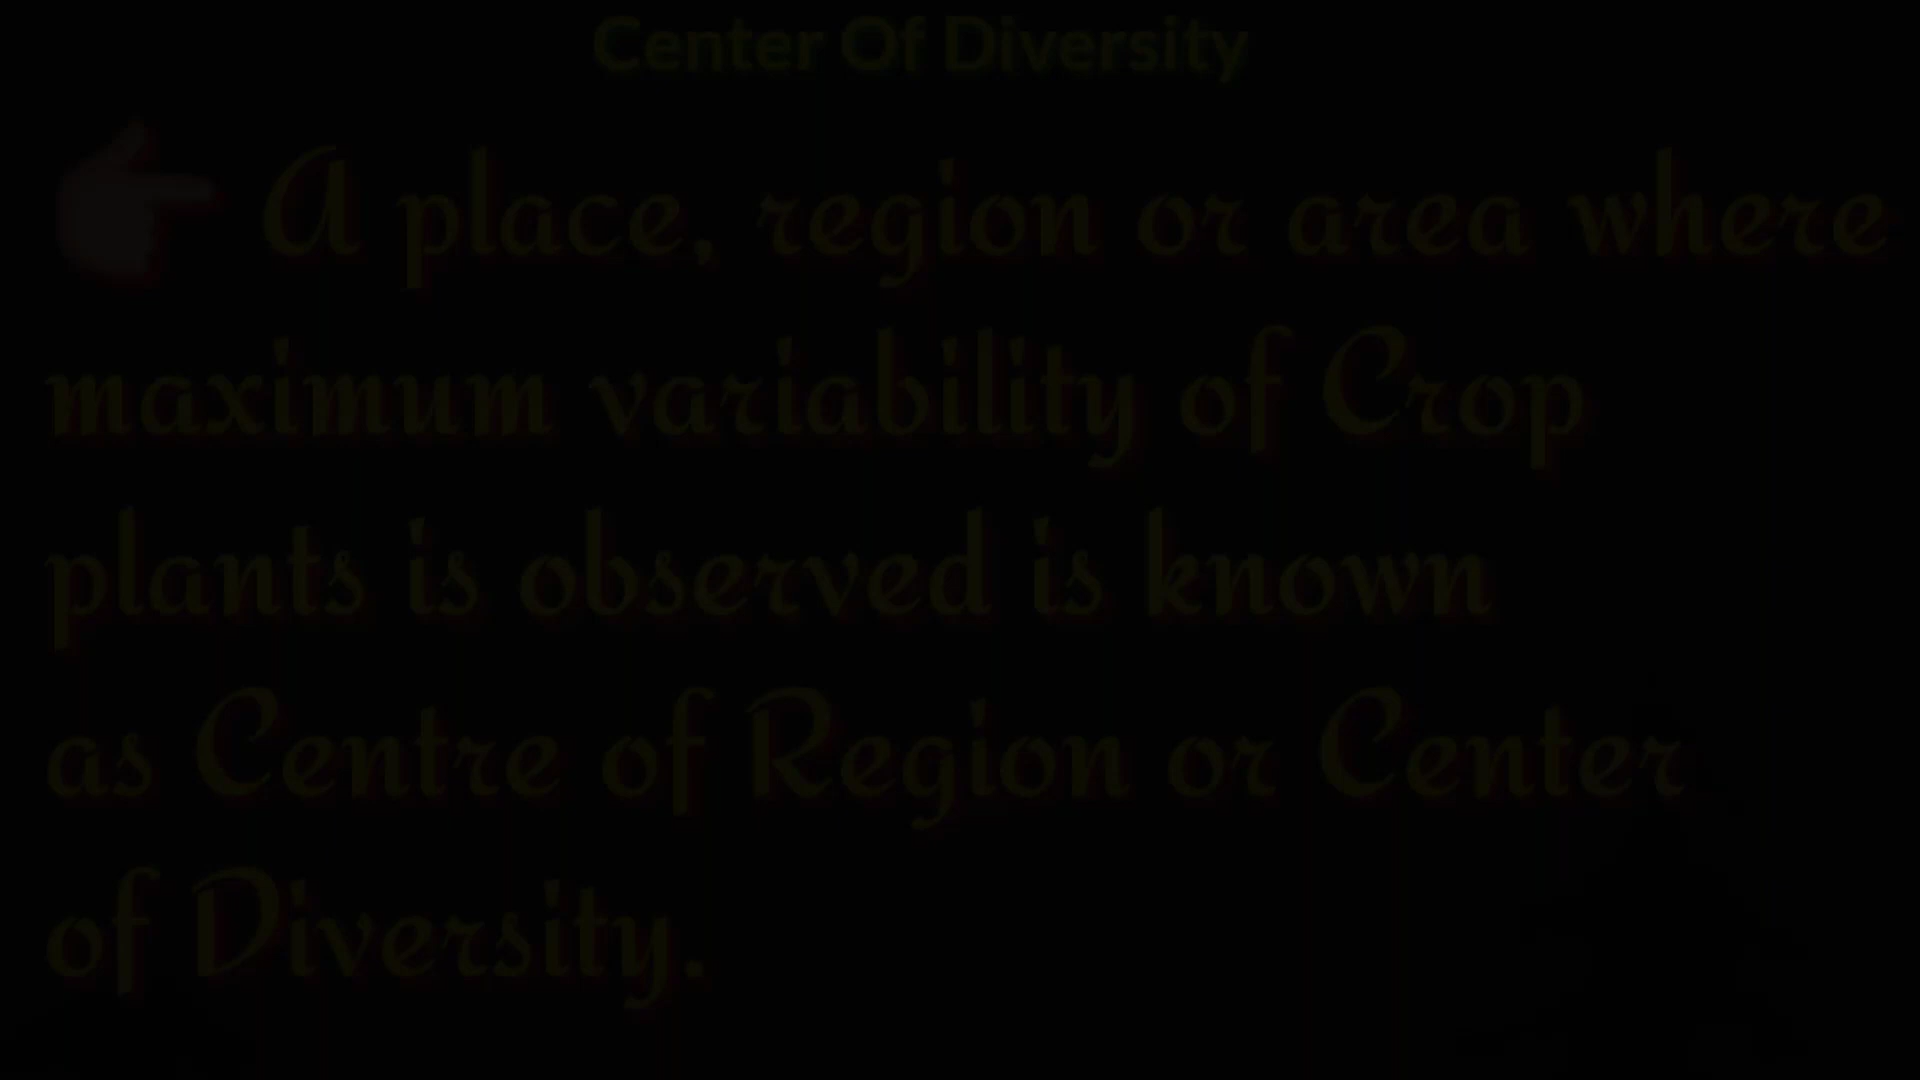 Center Of Diversity
A place, region or area where
maximum variability of Crop
plants is observed is known
as Centre of Region or Center
of Diversity.